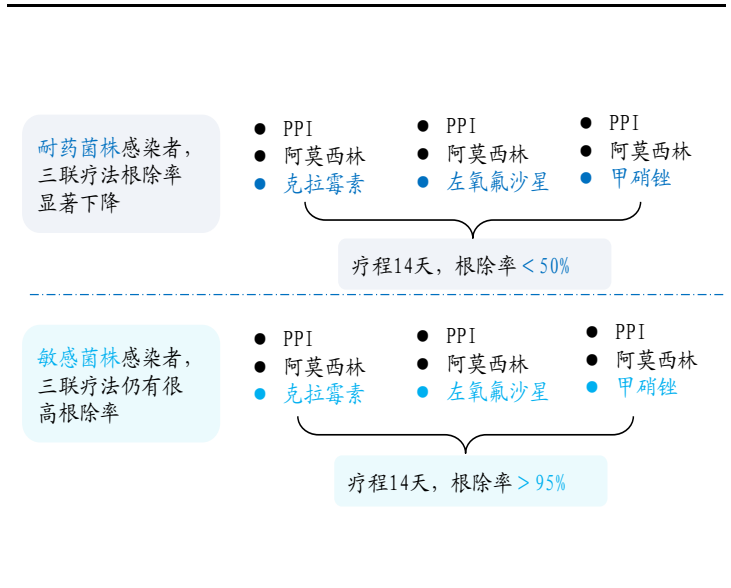 耐药菌株感染者，
三联疗法根除率
显著下降
● PPI
● 阿莫西林
● 克拉霉素
● PPI
● 阿莫西林
● 左氧氟沙星
● PPI
● 阿莫西林
● 甲硝锉
疗程14天，根除率＜50%
敏感菌株感染者，
三联疗法仍有很
高根除率
● PPI
● 阿莫西林
● 克拉霉素
● PPI
● 阿莫西林
● 左氧氟沙星
● PPI
● 阿莫西林
● 甲硝锉
疗程14天，根除率＞95%